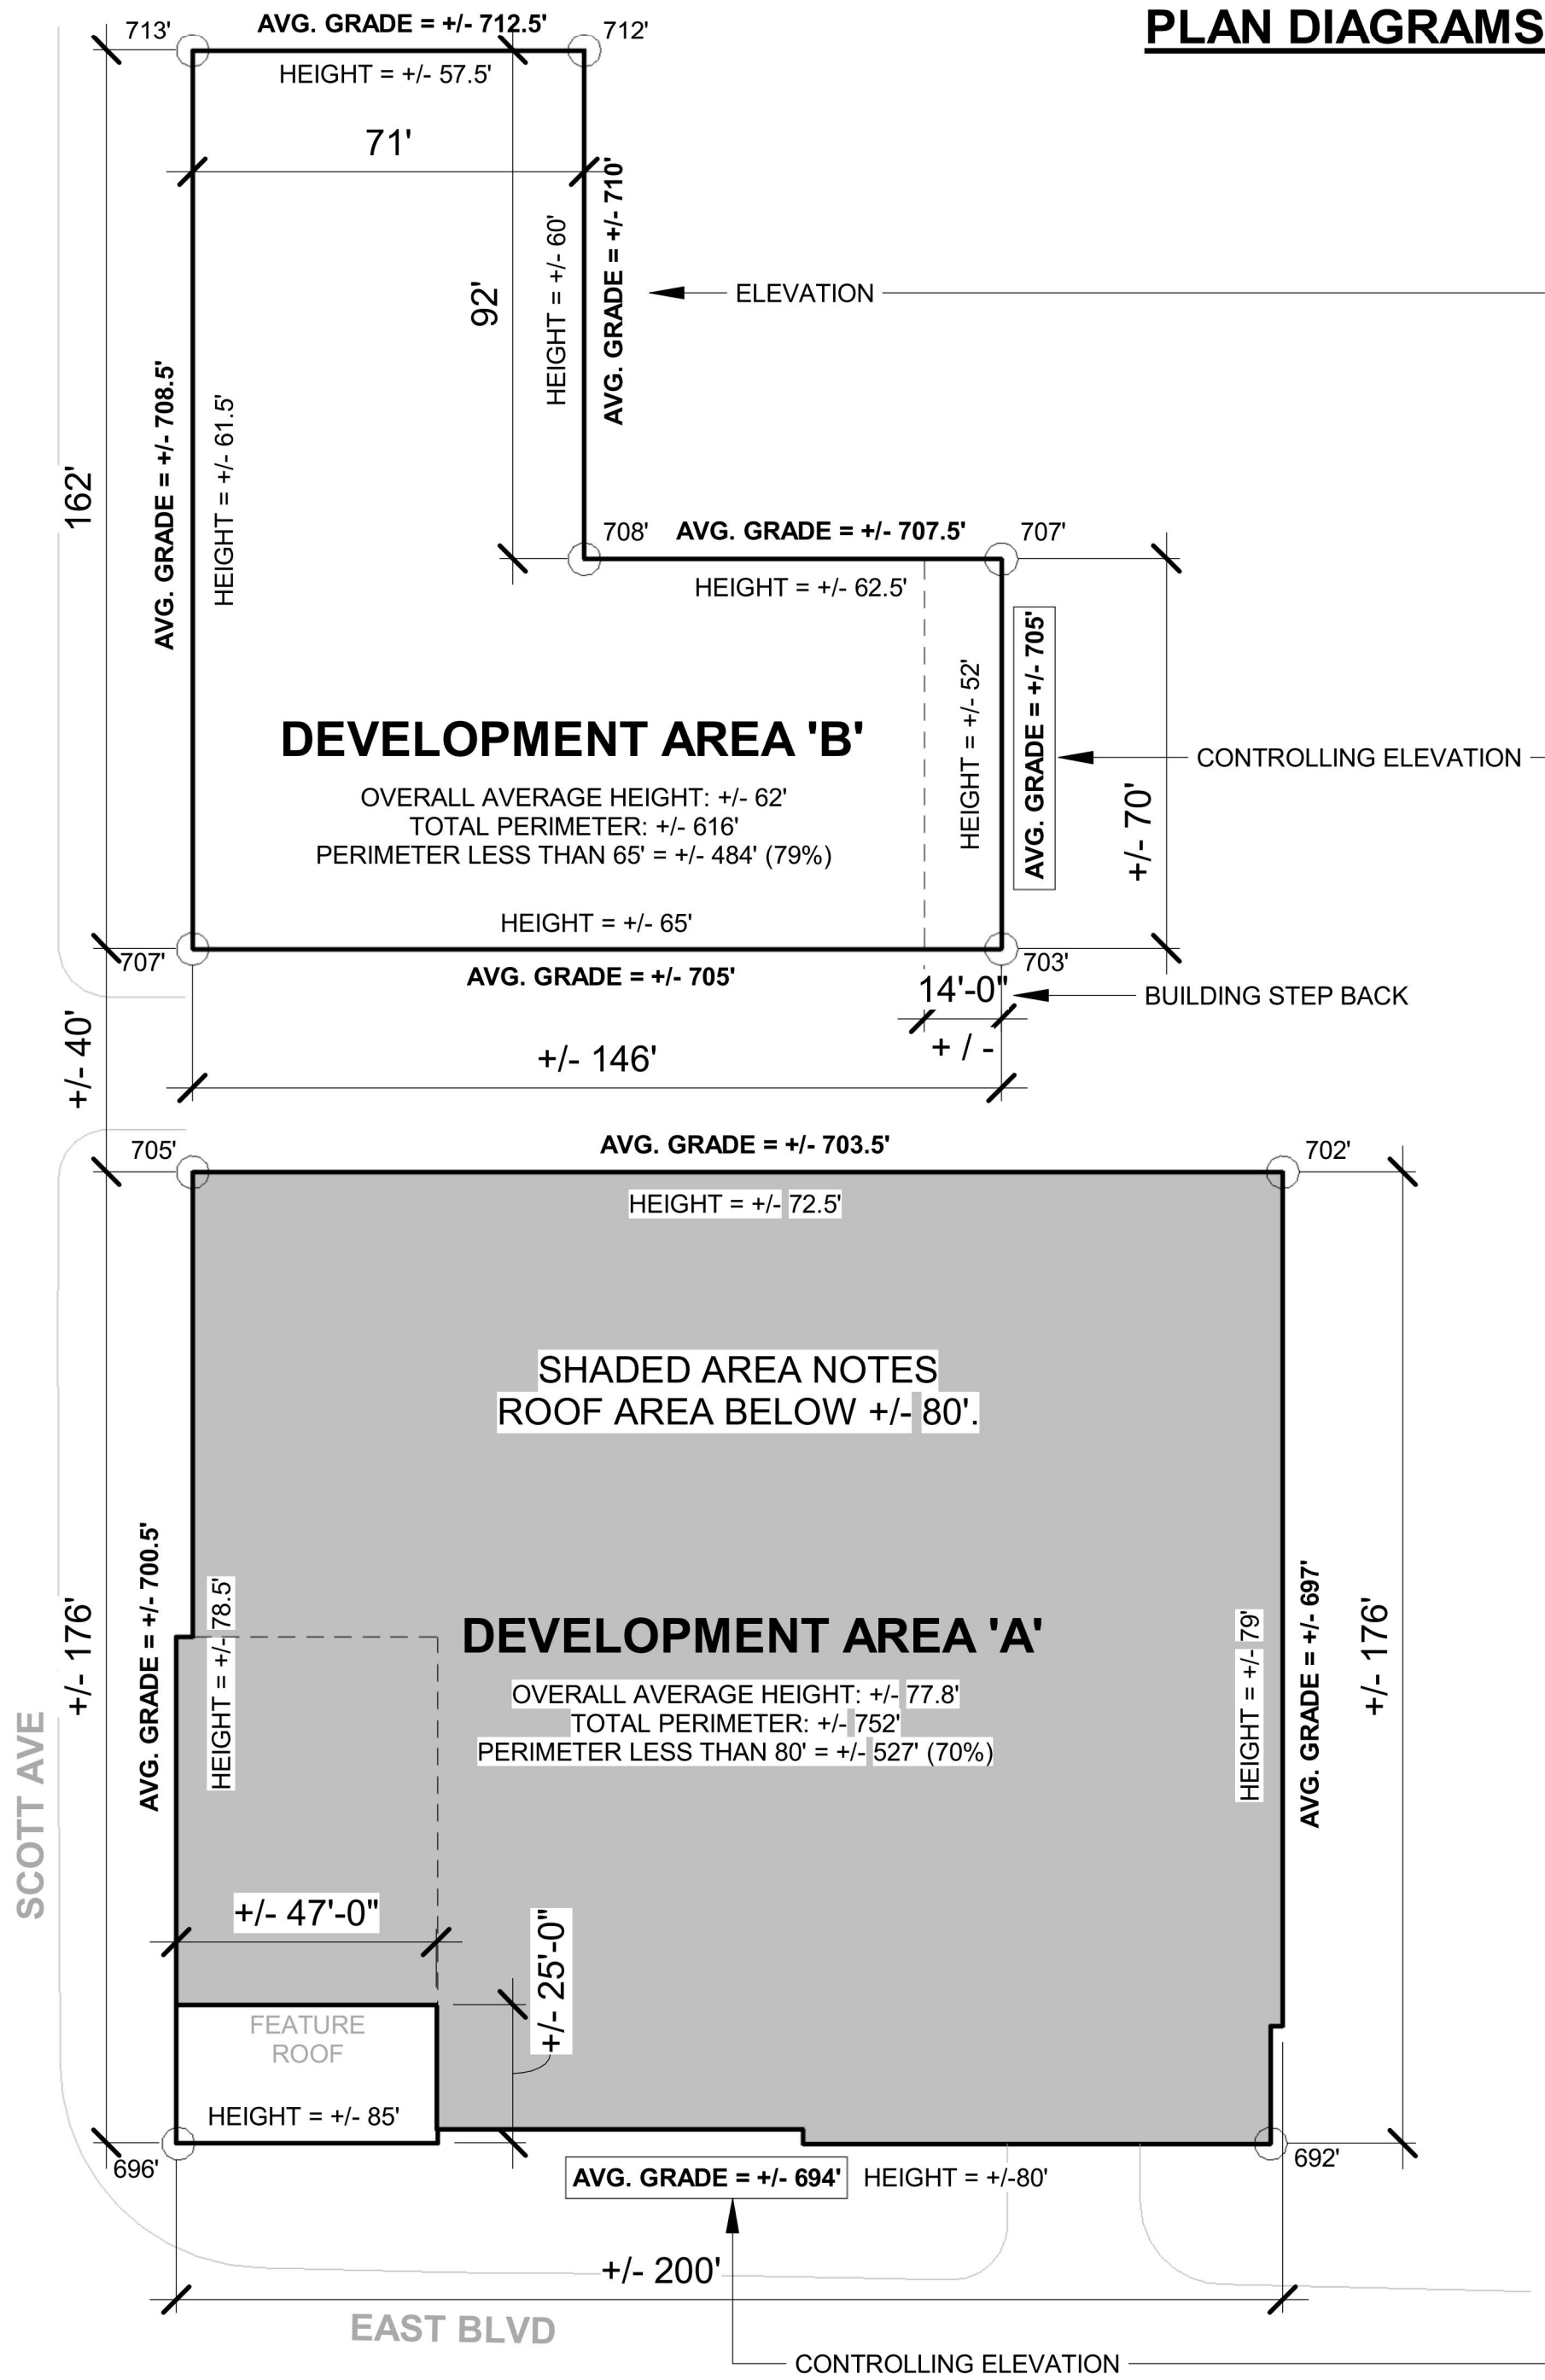 PLAN DIAGRAMS
713'
AVG. GRADE = +/- 712.5'
712'
HEIGHT = +/- 57.5'
71'
92'
HEIGHT = +/- 60'
AVG. GRADE = +/- 710'
ELEVATION
162'
AVG. GRADE = +/- 708.5'
HEIGHT = +/- 61.5'
708'
AVG. GRADE = +/- 707.5'
707'
HEIGHT = +/- 62.5'
HEIGHT = +/- 52'
AVG. GRADE = +/- 705'
CONTROLLING ELEVATION
+/- 70'
DEVELOPMENT AREA 'B'
OVERALL AVERAGE HEIGHT: +/- 62'
TOTAL PERIMETER: +/- 616'
PERIMETER LESS THAN 65' = +/- 484' (79%)
HEIGHT = +/- 65'
707'
AVG. GRADE = +/- 705'
703'
14'-0"
BUILDING STEP BACK
+ / -
+/- 40'
+/- 146'
705'
AVG. GRADE = +/- 703.5'
702'
HEIGHT = +/- 72.5'
SHADED AREA NOTES
ROOF AREA BELOW +/- 80'.
+/- 176'
AVG. GRADE = +/- 700.5'
HEIGHT = +/- 78.5'
DEVELOPMENT AREA 'A'
OVERALL AVERAGE HEIGHT: +/- 77.8'
TOTAL PERIMETER: +/- 752'
PERIMETER LESS THAN 80' = +/- 527' (70%)
HEIGHT = +/- 79'
AVG. GRADE = +/- 697'
+/- 176'
SCOTT AVE
+/- 47'-0"
+/- 25'-0"
FEATURE
ROOF
HEIGHT = +/- 85'
696'
AVG. GRADE = +/- 694'
HEIGHT = +/-80'
692'
+/- 200'
EAST BLVD
CONTROLLING ELEVATION